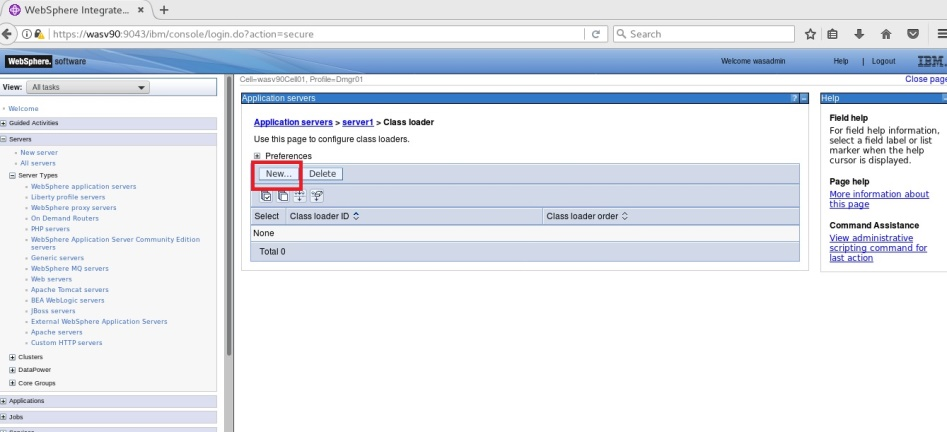 WebSphere Integrate...
https://wasv90:9043/ibm/console/login.do?action=secure
Search
WebSphere. software
Welcome wasadmin
Help | Logout
IBM.
View: All tasks
Cell=wasv90Cell01, Profile=Dmgr01
Close page
Welcome
Guided Activities
Servers
New server
All servers
Server Types
WebSphere application servers
Liberty profile servers
WebSphere proxy servers
On Demand Routers
PHP servers
WebSphere Application Server Community Edition
servers
Generic servers
WebSphere MQ servers
Web servers
Apache Tomcat servers
BEA WebLogic servers
JBoss servers
External WebSphere Application Servers
Apache servers
Custom HTTP servers
Clusters
DataPower
Core Groups
Applications
Jobs
Application servers
Application servers > server1 > Class loader
Use this page to configure class loaders.
Preferences
New... Delete
Select Class loader ID Class loader order
None
Total 0
Help
Field help
For field help information,
select a field label or list
marker when the help
cursor is displayed.
Page help
More information about
this page
Command Assistance
View administrative
scripting command for
last action